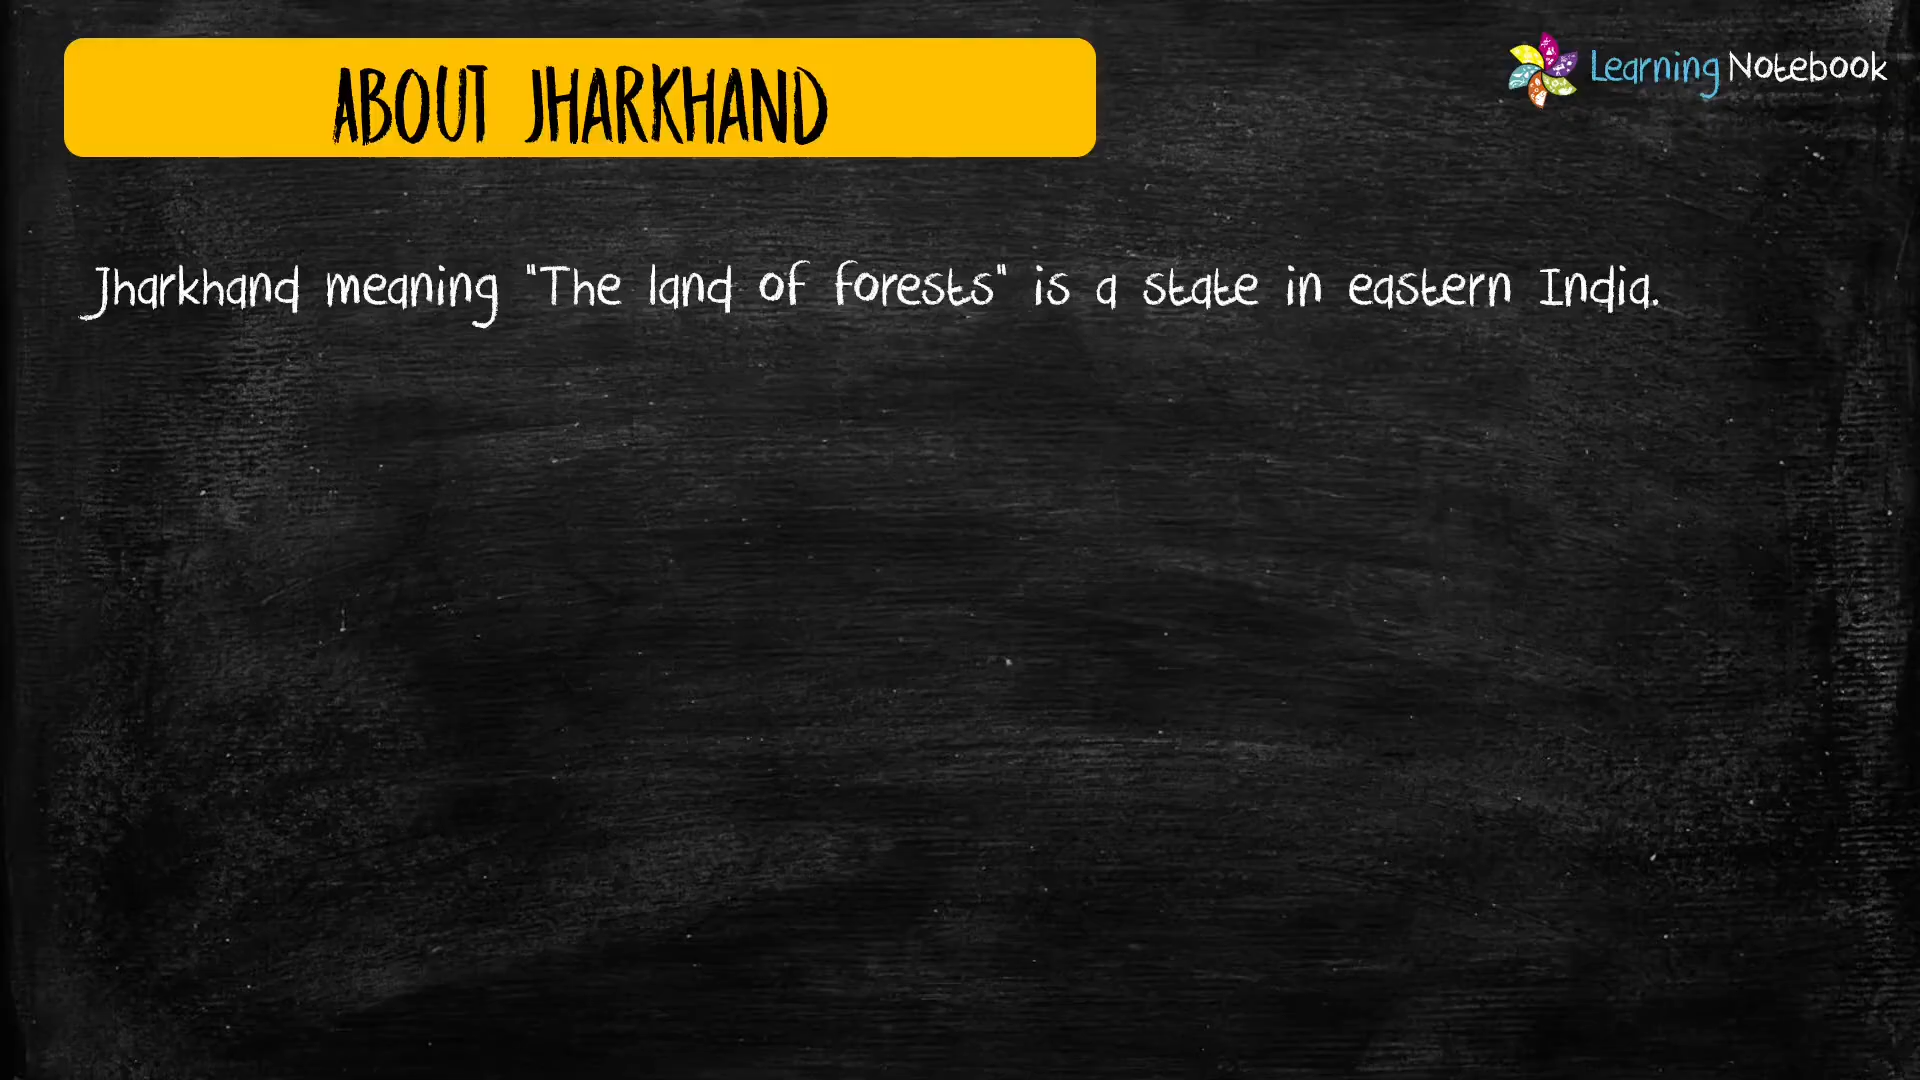 ABOUT JHARKHAND
Learning Notebook
Jharkhand meaning "The land of forests" is a state in eastern India.